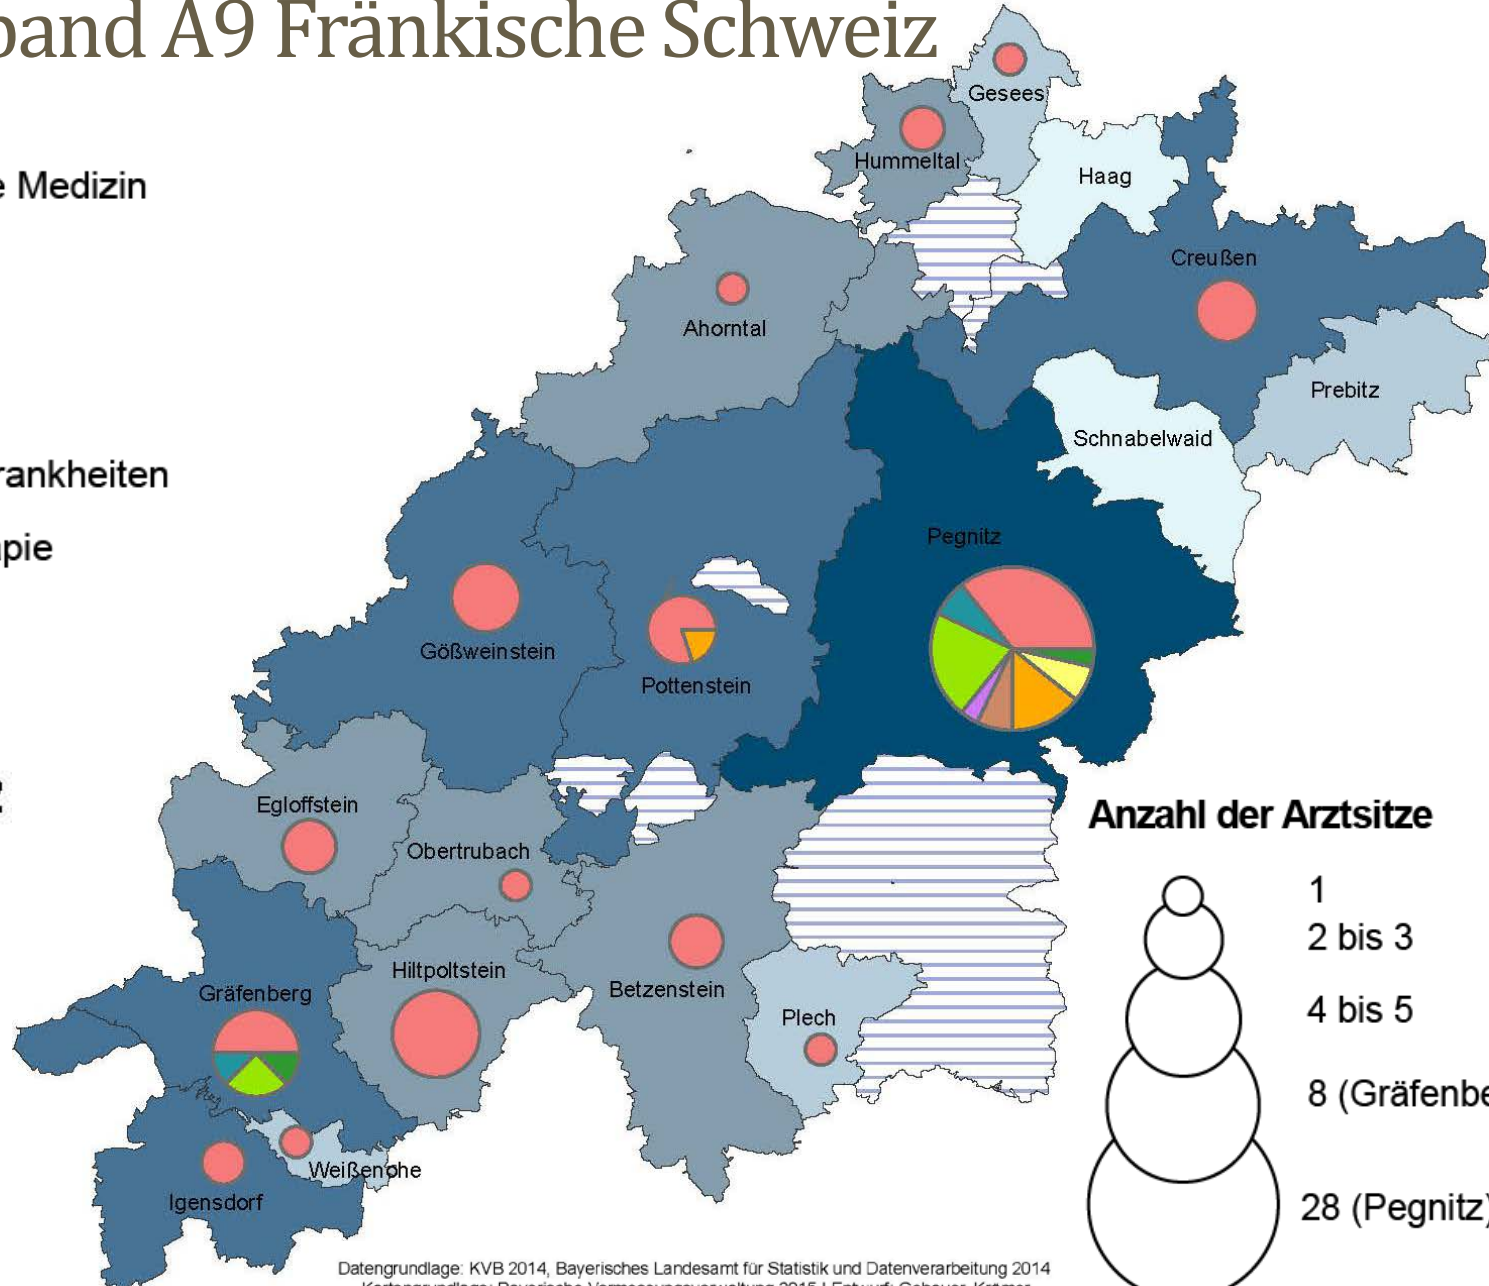 band A9 Fränkische Schweiz
Gesees
Hummeltal
e Medizin
Haag
Creußen
Ahorntal
Prebitz
Schnabelwaid
rankheiten
Pegnitz
pie
Gößweinstein
Pottenstein
Egloffstein
Anzahl der Arztsitze
Obertrubach
1
2 bis 3
Hiltpoltstein
Betzenstein
Gräfenberg
4 bis 5
Plech
8 (Gräfenbe
Weißenohe
Igensdorf
28 (Pegnitz)
Datengrundlage: KVB 2014, Bayerisches Landesamt für Statistik und Datenverarbeitung 2014